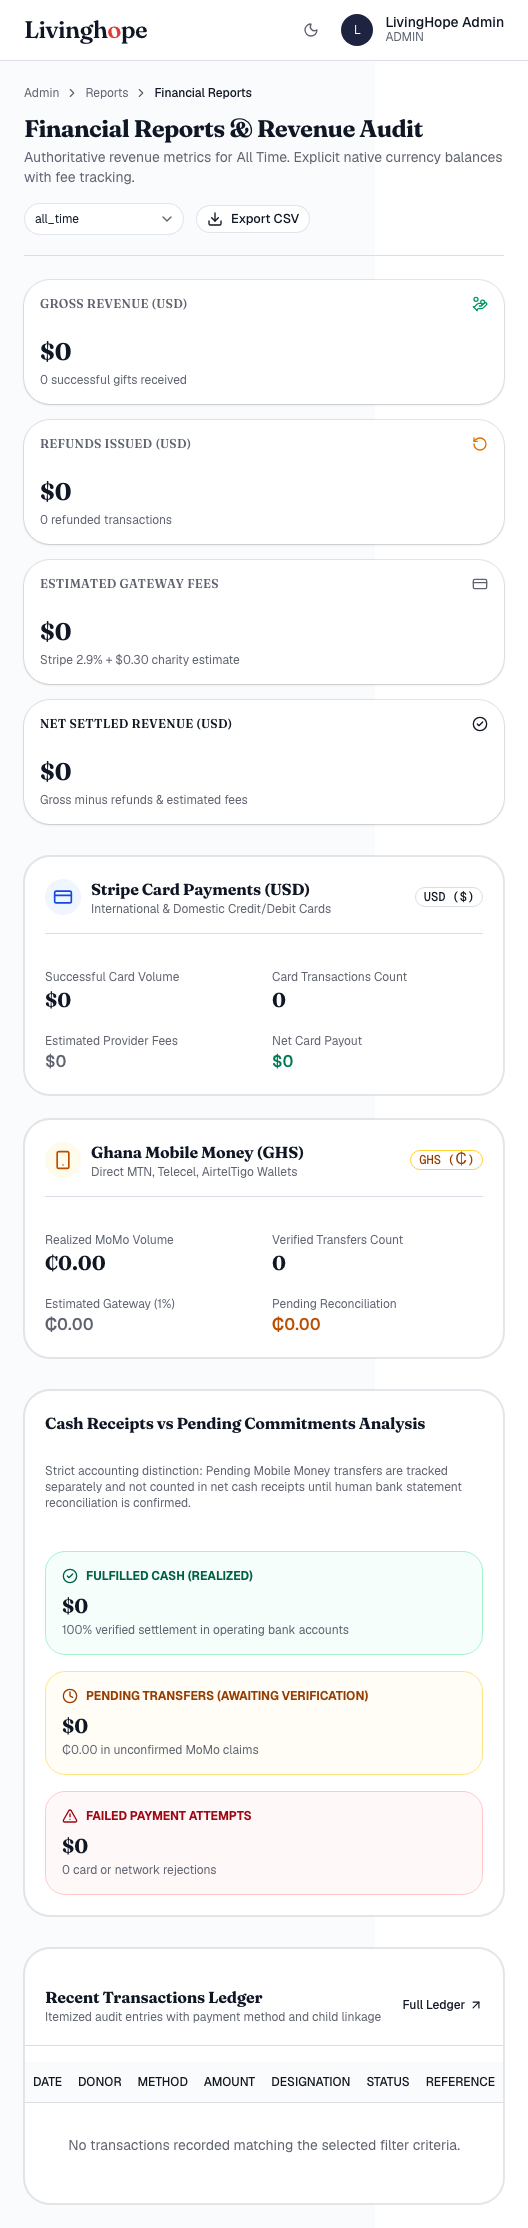 Livinghope
L
LivingHope Admin
ADMIN
Admin > Reports > Financial Reports
Financial Reports & Revenue Audit
Authoritative revenue metrics for All Time. Explicit native currency balances
with fee tracking.
all_time
Export CSV
GROSS REVENUE (USD)
$0
0 successful gifts received
REFUNDS ISSUED (USD)
$0
0 refunded transactions
ESTIMATED GATEWAY FEES
$0
Stripe 2.9% + $0.30 charity estimate
NET SETTLED REVENUE (USD)
$0
Gross minus refunds & estimated fees
Stripe Card Payments (USD)
International & Domestic Credit/Debit Cards
USD ($)
Successful Card Volume
$0
Card Transactions Count
0
Estimated Provider Fees
$0
Net Card Payout
$0
Ghana Mobile Money (GHS)
Direct MTN, Telecel, AirtelTigo Wallets
GHS (₵)
Realized MoMo Volume
₵0.00
Verified Transfers Count
0
Estimated Gateway (1%)
₵0.00
Pending Reconciliation
₵0.00
Cash Receipts vs Pending Commitments Analysis
Strict accounting distinction: Pending Mobile Money transfers are tracked
separately and not counted in net cash receipts until human bank statement
reconciliation is confirmed.
FULFILLED CASH (REALIZED)
$0
100% verified settlement in operating bank accounts
PENDING TRANSFERS (AWAITING VERIFICATION)
$0
₵0.00 in unconfirmed MoMo claims
FAILED PAYMENT ATTEMPTS
$0
0 card or network rejections
Recent Transactions Ledger
Itemized audit entries with payment method and child linkage
Full Ledger
DATE DONOR METHOD AMOUNT DESIGNATION STATUS REFERENCE
No transactions recorded matching the selected filter criteria.